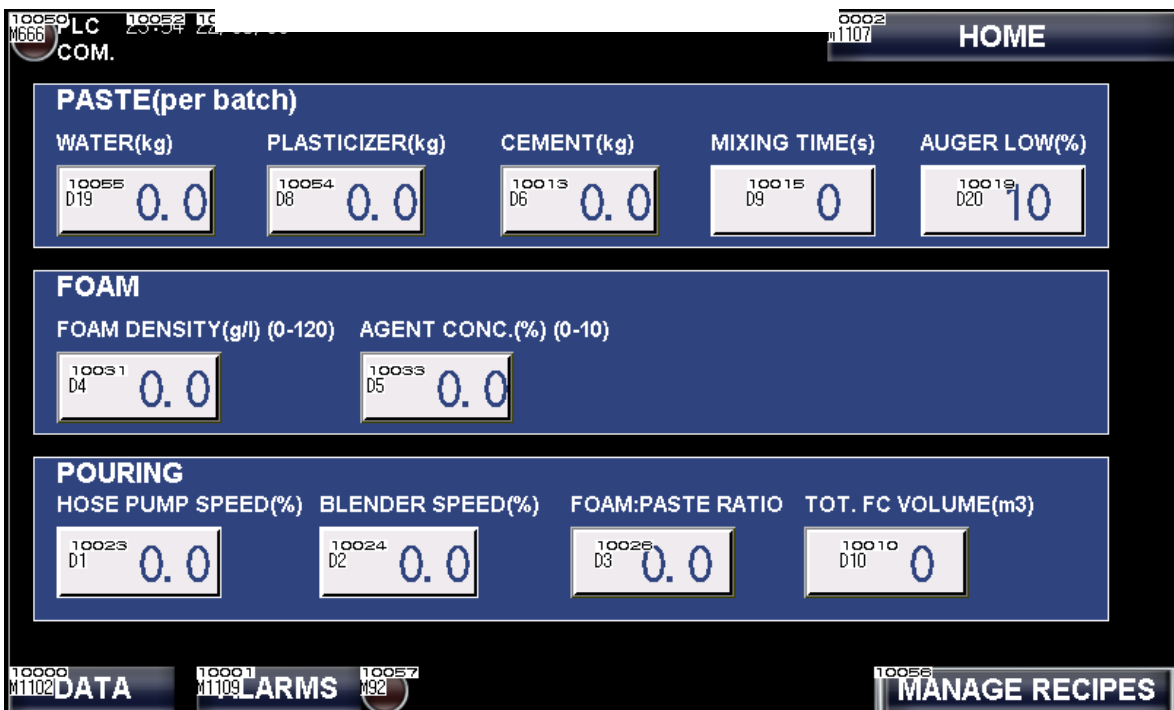 10050 10052 10 10002
M666 PLC M1107 HOME
COM.
PASTE(per batch)
WATER(kg) PLASTICIZER(kg) CEMENT(kg) MIXING TIME(s) AUGER LOW(%)
10055 10054 10013 10015 10019
D19 0.0 D8 0.0 D6 0.0 D9 0 D20 10
FOAM
FOAM DENSITY(g/l) (0-120) AGENT CONC.(%) (0-10)
10031 10033
D4 0.0 D5 0.0
POURING
HOSE PUMP SPEED(%) BLENDER SPEED(%) FOAM:PASTE RATIO TOT. FC VOLUME(m3)
10023 10024 10026 10010
D1 0.0 D2 0.0 D3 0.0 D10 0
10000 10001 10057 10056
M1102 DATA M1109 ALARMS M92 MANAGE RECIPES